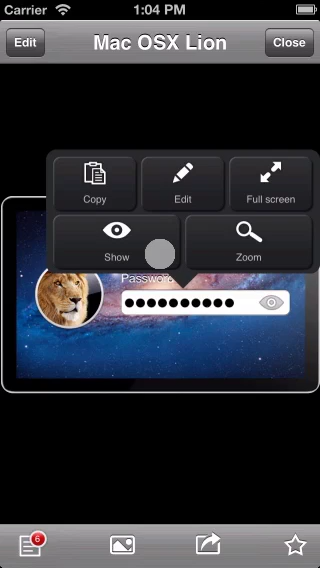 Carrier 1:04 PM
Edit Mac OSX Lion Close
Copy Edit Full screen
Show Zoom
Password
●●●●●●●●●●
6